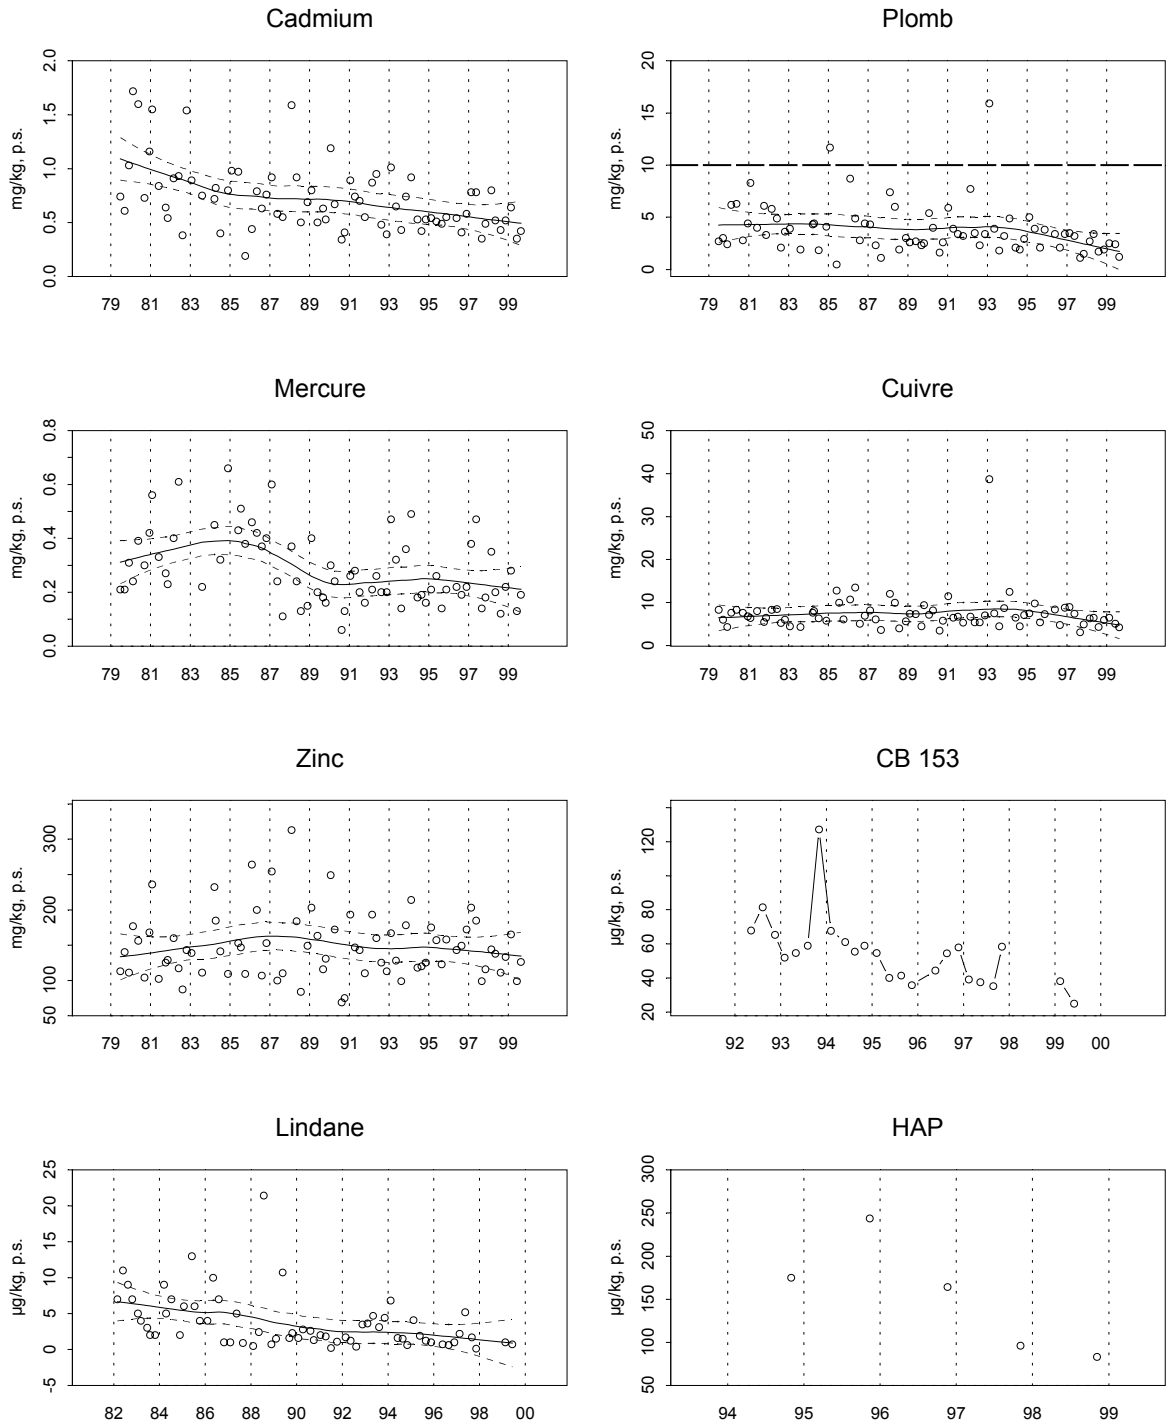 Cadmium
mg/kg, p.s.
0.0 0.5 1.0 1.5 2.0
79 81 83 85 87 89 91 93 95 97 99
Plomb
mg/kg, p.s.
0 5 10 15 20
79 81 83 85 87 89 91 93 95 97 99
Mercure
mg/kg, p.s.
0.0 0.2 0.4 0.6 0.8
79 81 83 85 87 89 91 93 95 97 99
Cuivre
mg/kg, p.s.
0 10 20 30 40 50
79 81 83 85 87 89 91 93 95 97 99
Zinc
mg/kg, p.s.
50 100 200 300
79 81 83 85 87 89 91 93 95 97 99
CB 153
µg/kg, p.s.
20 40 60 80 120
92 93 94 95 96 97 98 99 00
Lindane
µg/kg, p.s.
-5 0 5 10 15 20 25
82 84 86 88 90 92 94 96 98 00
HAP
µg/kg, p.s.
50 100 150 200 250 300
94 95 96 97 98 99